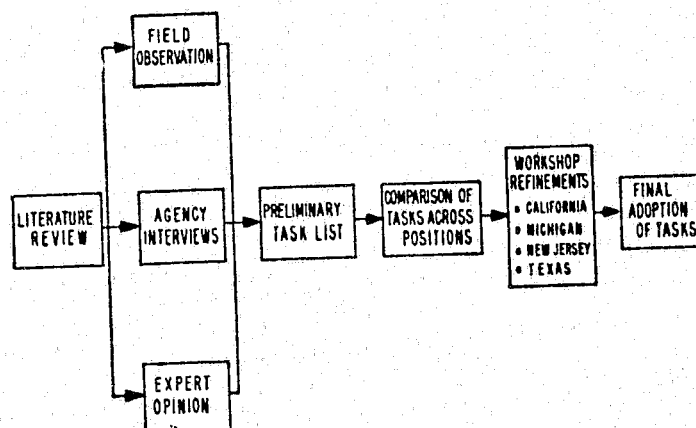 FIELD
OBSERVATION
LITERATURE
REVIEW
AGENCY
INTERVIEWS
EXPERT
OPINION
PRELIMINARY
TASK LIST
COMPARISON OF
TASKS ACROSS
POSITIONS
WORKSHOP
REFINEMENTS
• CALIFORNIA
• MICHIGAN
• NEW JERSEY
• TEXAS
FINAL
ADOPTION
OF TASKS